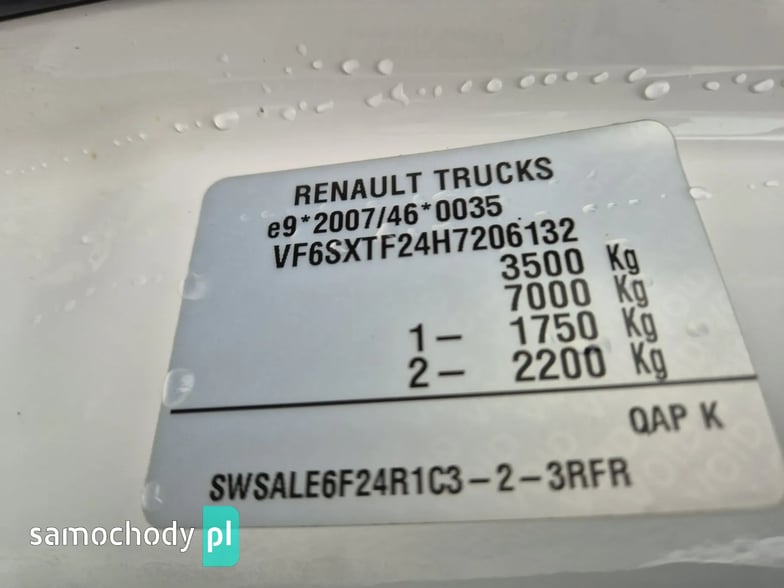 RENAULT TRUCKS
e9*2007/46*0035
VF6SXTF24H7206132
3500 Kg
7000 Kg
1- 1750 Kg
2- 2200 Kg
QAP K
SWSALE6F24R1C3-2-3RFR
samochody pl